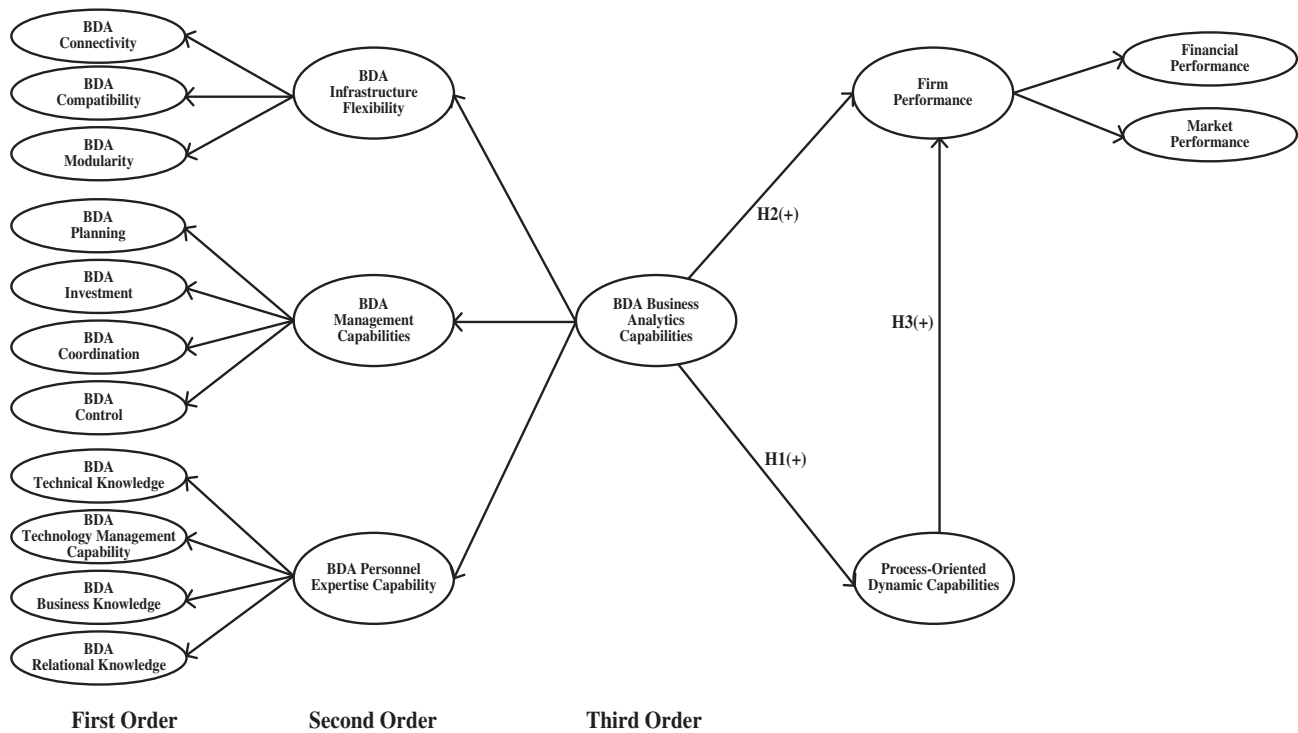 BDA
Connectivity
BDA
Compatibility
BDA
Modularity
BDA
Planning
BDA
Investment
BDA
Coordination
BDA
Control
BDA
Technical Knowledge
BDA
Technology Management
Capability
BDA
Business Knowledge
BDA
Relational Knowledge
BDA
Infrastructure
Flexibility
BDA
Management
Capabilities
BDA Personnel
Expertise Capability
BDA Business
Analytics
Capabilities
H2(+)
H1(+)
H3(+)
Firm
Performance
Process-Oriented
Dynamic Capabilities
Financial
Performance
Market
Performance
First Order
Second Order
Third Order